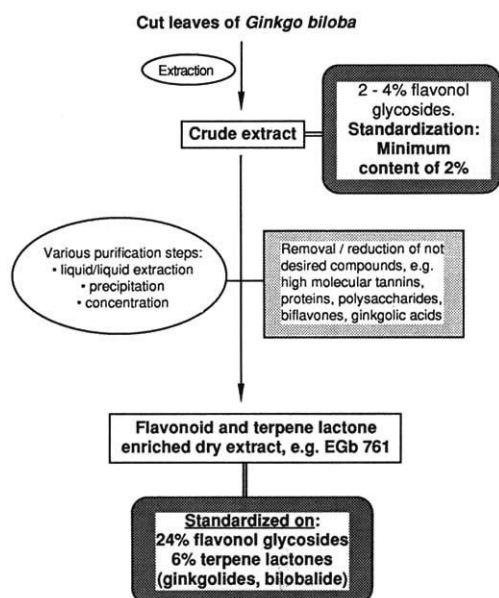 Cut leaves of Ginkgo biloba
Extraction
2 - 4% flavonol
glycosides.
Standardization:
Minimum
content of 2%
Crude extract
Various purification steps:
• liquid/liquid extraction
• precipitation
• concentration
Removal / reduction of not
desired compounds, e.g.
high molecular tannins,
proteins, polysaccharides,
biflavones, ginkgolic acids
Flavonoid and terpene lactone
enriched dry extract, e.g. EGb 761
Standardized on:
24% flavonol glycosides
6% terpene lactones
(ginkgolides, bilobalide)